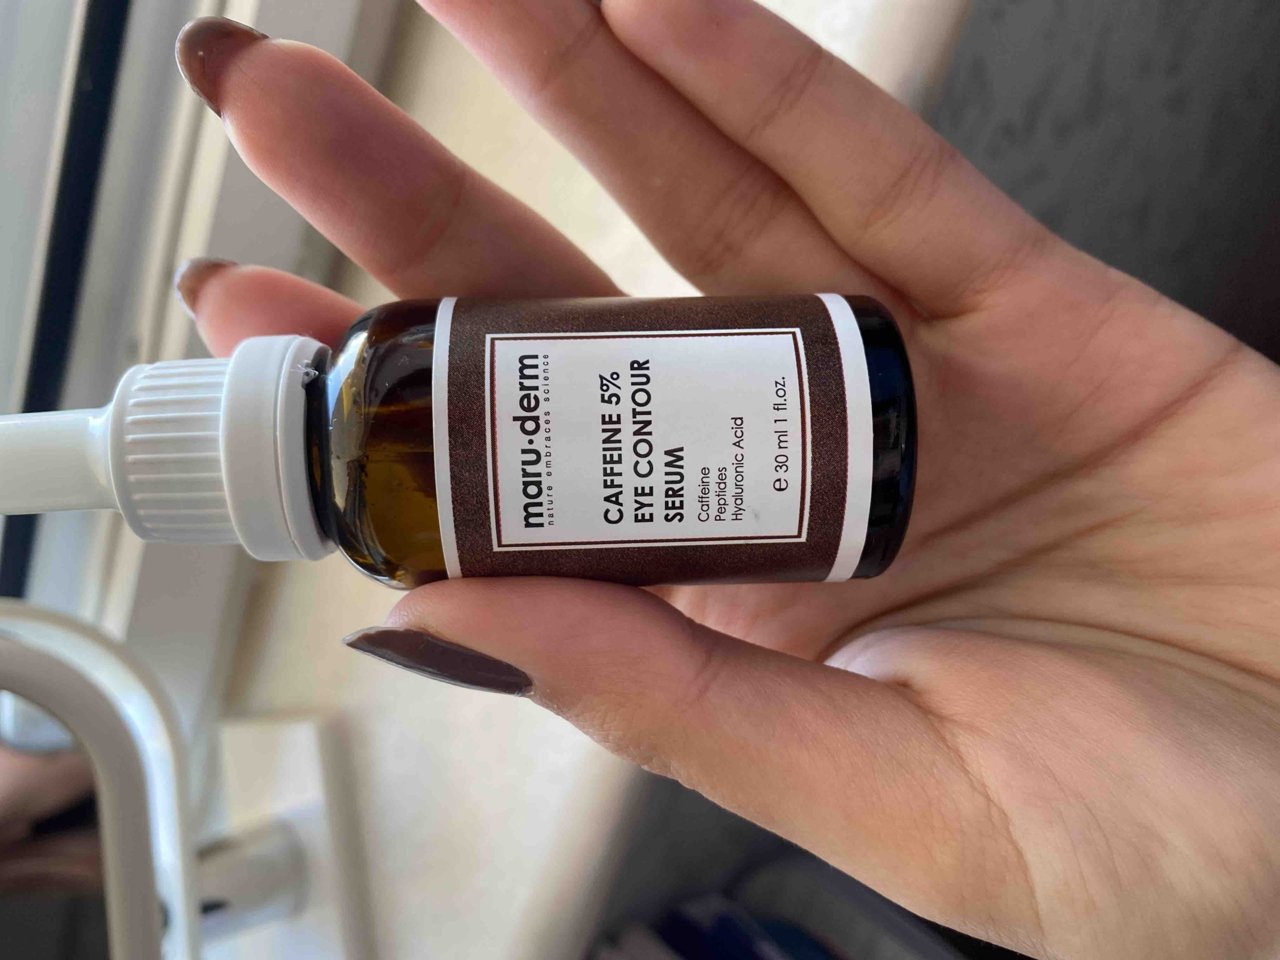 maru·derm
nature embraces science
CAFFEINE 5%
EYE CONTOUR
SERUM
Caffeine
Peptides
Hyaluronic Acid
℮ 30 ml 1 fl.oz.